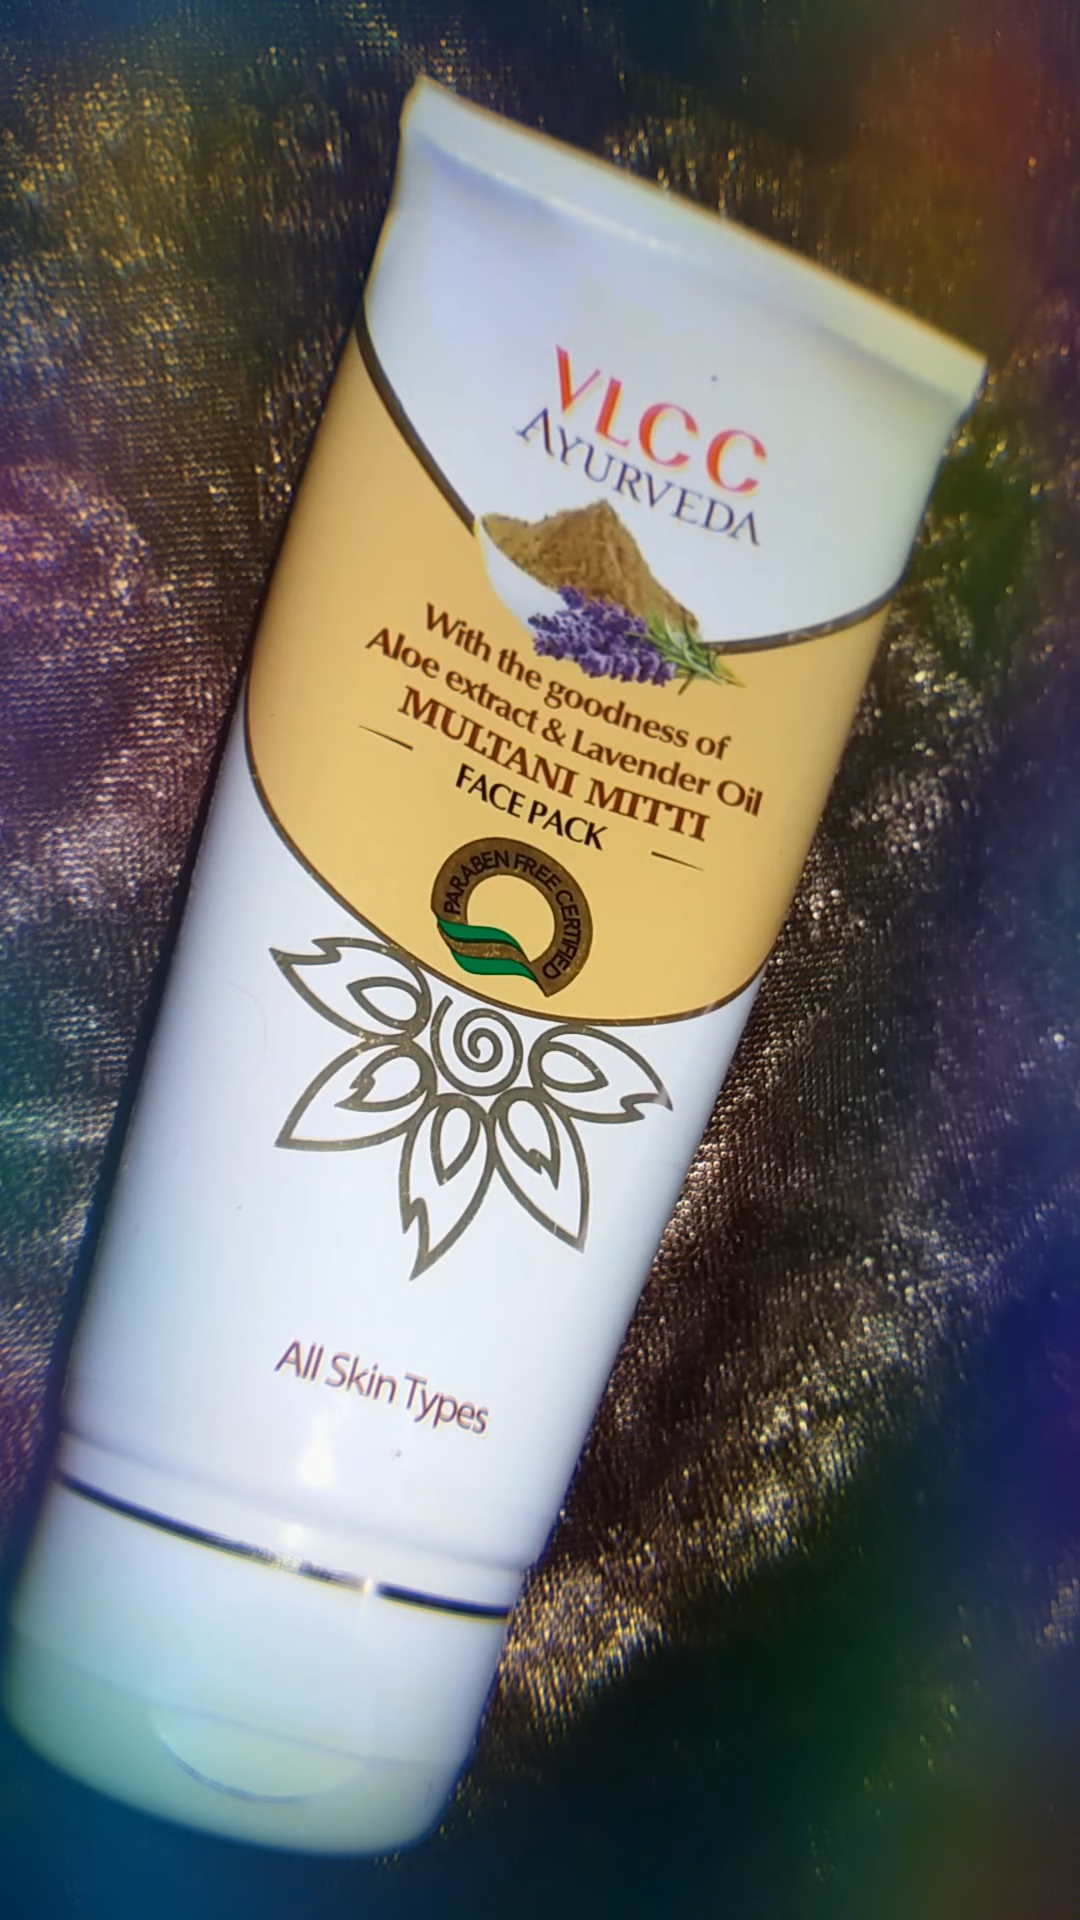 VLCC
AYURVEDA
With the goodness of
Aloe extract & Lavender Oil
MULTANI MITTI
FACE PACK
PARABEN FREE CERTIFIED
All Skin Types